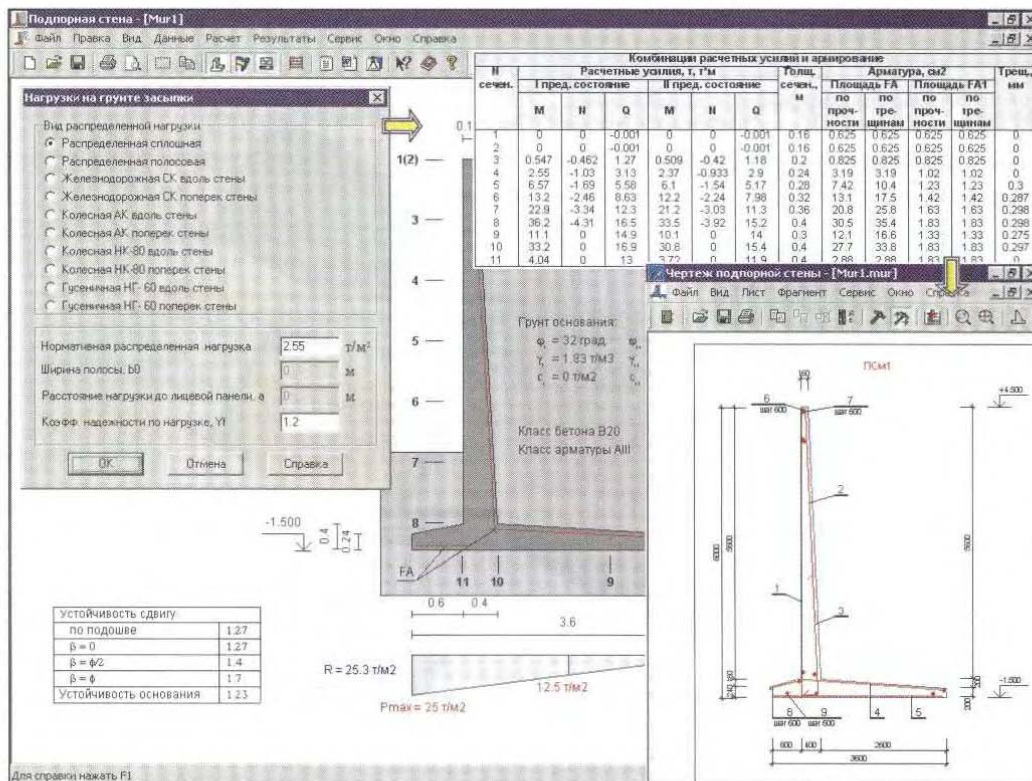 Подпорная стена - [Mur1]
Файл Правка Вид Данные Расчет Результаты Сервис Окно Справка
Нагрузки на грунте засыпки
Вид распределенной нагрузки
Распределенная сплошная
Распределенная полосовая
Железнодорожная СК вдоль стены
Железнодорожная СК поперек стены
Колесная АК вдоль стены
Колесная АК поперек стены
Колесная НК-80 вдоль стены
Колесная НК-80 поперек стены
Гусеничная НГ- 60 вдоль стены
Гусеничная НГ- 60 поперек стены
Нормативная распределенная нагрузка 2.55 т/м²
Ширина полосы, b0 0 м
Расстояние нагрузки до лицевой панели, а 0 м
Коэфф. надежности по нагрузке, Yf 1.2
ОК Отмена Справка
Комбинации расчетных усилий и армирование
N сечен. Расчетные усилия, т, т*м Толщ. сечен., м Арматура, см2 Трещ., мм
I пред. состояние II пред. состояние Площадь FA Площадь FA1
M N Q M N Q по прочности по трещинам по прочности по трещинам
1 0 0 -0.001 0 0 -0.001 0.16 0.625 0.625 0.625 0.625 0
2 0 0 -0.001 0 0 -0.001 0.16 0.625 0.625 0.625 0.625 0
3 0.547 -0.462 1.27 0.509 -0.42 1.18 0.2 0.825 0.825 0.825 0.825 0
4 2.55 -1.03 3.13 2.37 -0.933 2.9 0.24 3.19 3.19 1.02 1.02 0
5 6.57 -1.69 5.58 6.1 -1.54 5.17 0.28 7.42 10.4 1.23 1.23 0.3
6 13.2 -2.46 8.63 12.2 -2.24 7.98 0.32 13.1 17.5 1.42 1.42 0.287
7 22.9 -3.34 12.3 21.2 -3.03 11.3 0.36 20.8 25.8 1.63 1.63 0.298
8 36.2 -4.31 16.5 33.5 -3.92 15.2 0.4 30.5 35.4 1.83 1.83 0.298
9 11.1 0 14.9 10.1 0 14 0.3 12.1 16.6 1.33 1.33 0.275
10 33.2 0 16.9 30.8 0 15.4 0.4 27.7 33.8 1.83 1.83 0.297
11 4.04 0 13 3.72 0 11.9 0.4 2.88 2.88 1.83 1.83 0
0.1
1(2)
3
4
5
6
7
8
Грунт основания:
φ = 32 град
γ = 1.83 т/м3
c = 0 т/м2
Класс бетона В20
Класс арматуры АIII
-1.500
0.4
0.24
FA
11 10 9
0.6 0.4
3.6
R = 25.3 т/м2
12.5 т/м2
Pmax = 25 т/м2
Устойчивость сдвигу
по подошве 1.27
β = 0 1.27
β = ϕ/2 1.4
β = ϕ 1.7
Устойчивость основания 1.23
Для справки нажать F1
Чертеж подпорной стены - [Mur1.mur]
Файл Вид Лист Фрагмент Сервис Окно Справка
ПСм1
160
6 7
шаг 600 шаг 600
+4.500
2
6000
5600
5600
1
3
-1.500
240
200
200
8 9 4 5
шаг 600 шаг 600
600 400 2600
3600